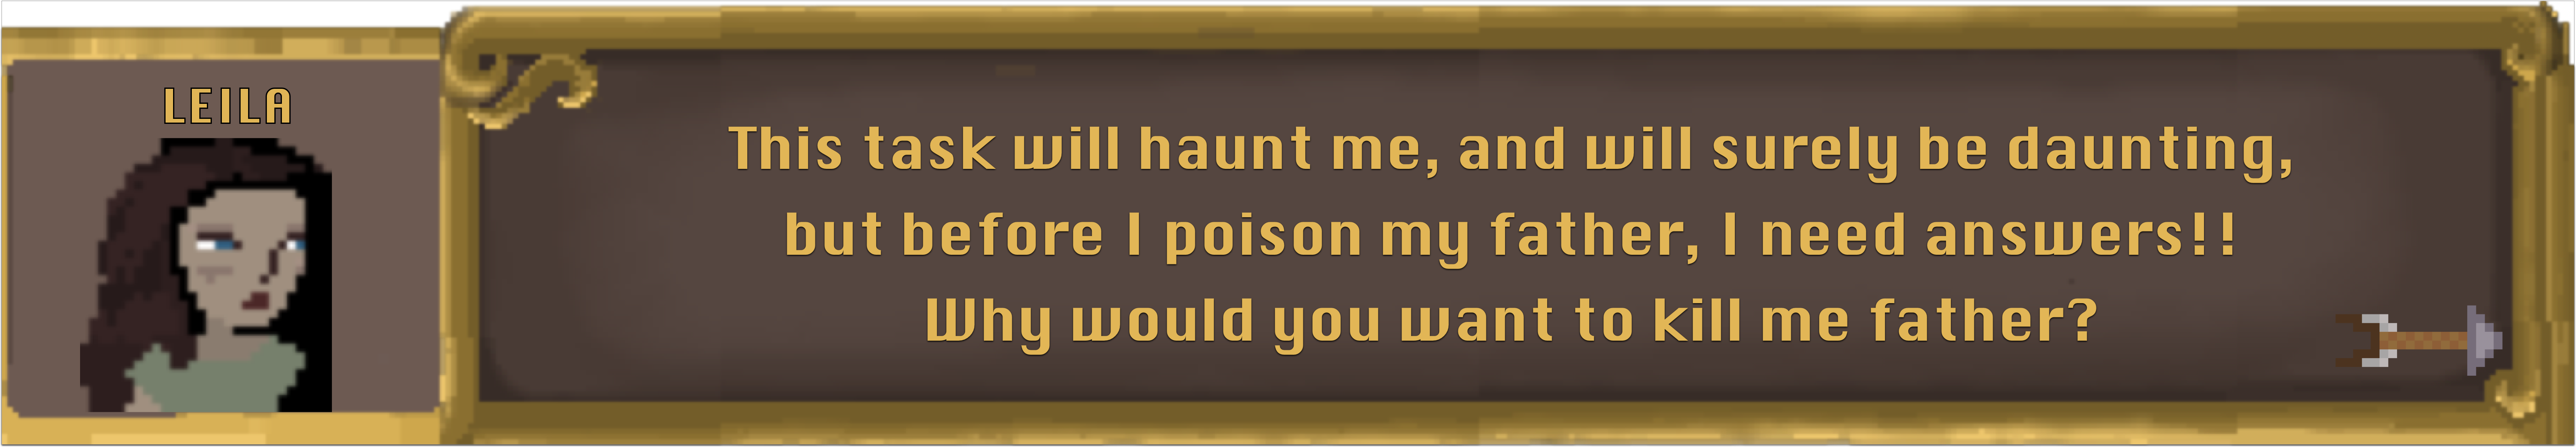 LEILA
This task will haunt me, and will surely be daunting,
but before I poison my father, I need answers!!
Why would you want to kill me father?